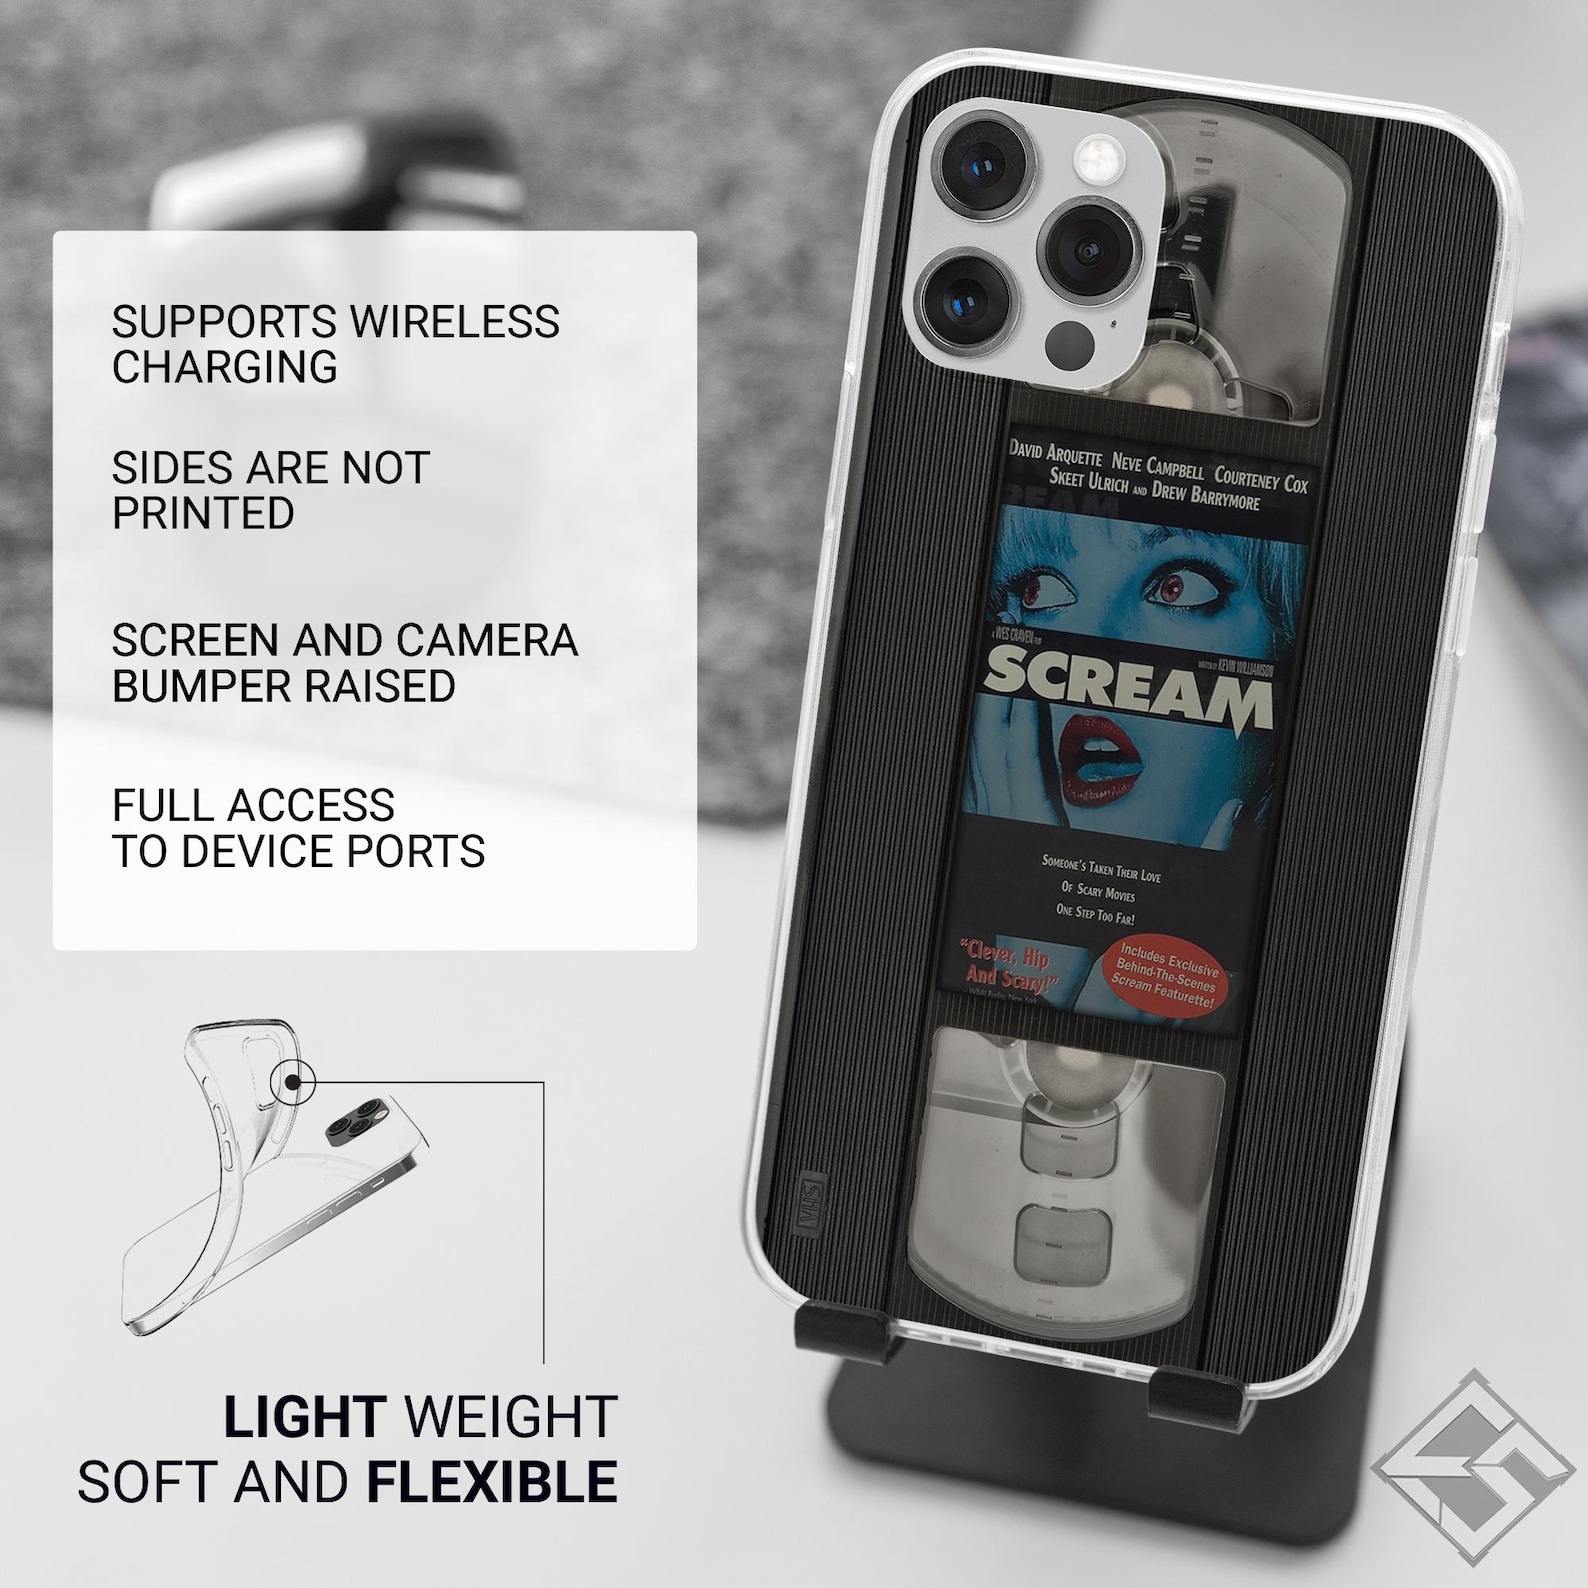 SUPPORTS WIRELESS
CHARGING
SIDES ARE NOT
PRINTED
SCREEN AND CAMERA
BUMPER RAISED
FULL ACCESS
TO DEVICE PORTS
LIGHT WEIGHT
SOFT AND FLEXIBLE
DAVID ARQUETTE NEVE CAMPBELL COURTENEY COX
SKEET ULRICH AND DREW BARRYMORE
A WES CRAVEN FILM
WRITTEN BY KEVIN WILLIAMSON
SCREAM
SOMEONE'S TAKEN THEIR LOVE
OF SCARY MOVIES
ONE STEP TOO FAR!
"Clever, Hip
And Scary!"
Includes Exclusive
Behind-The-Scenes
Scream Featurette!
SHA